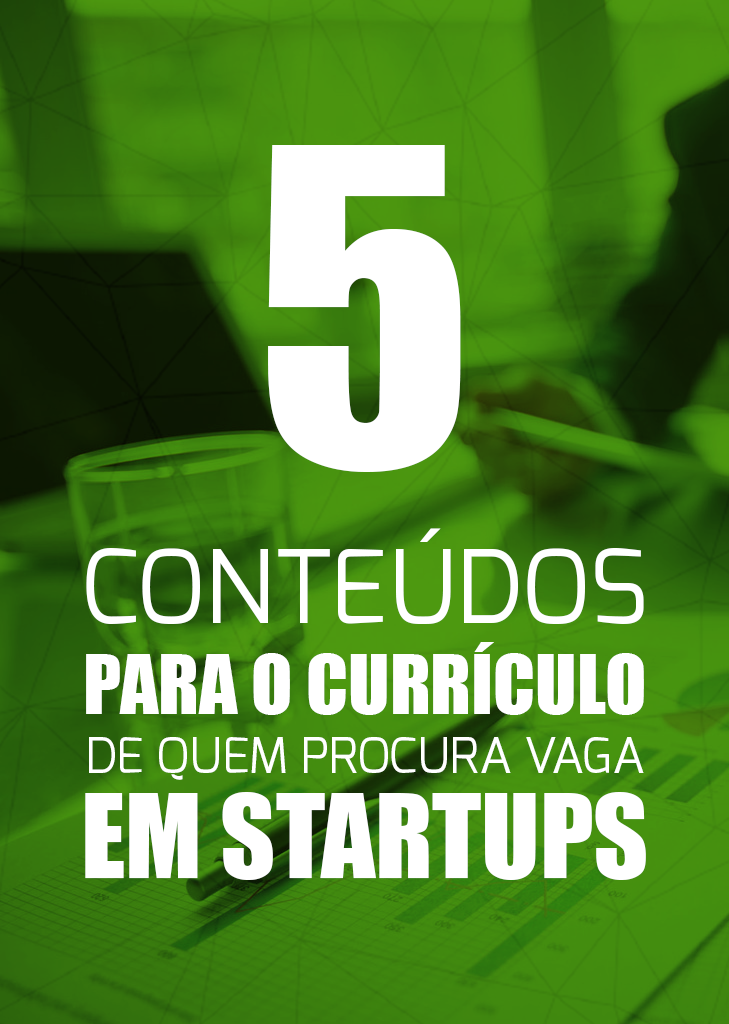 5
CONTEÚDOS
PARA O CURRÍCULO
DE QUEM PROCURA VAGA
EM STARTUPS